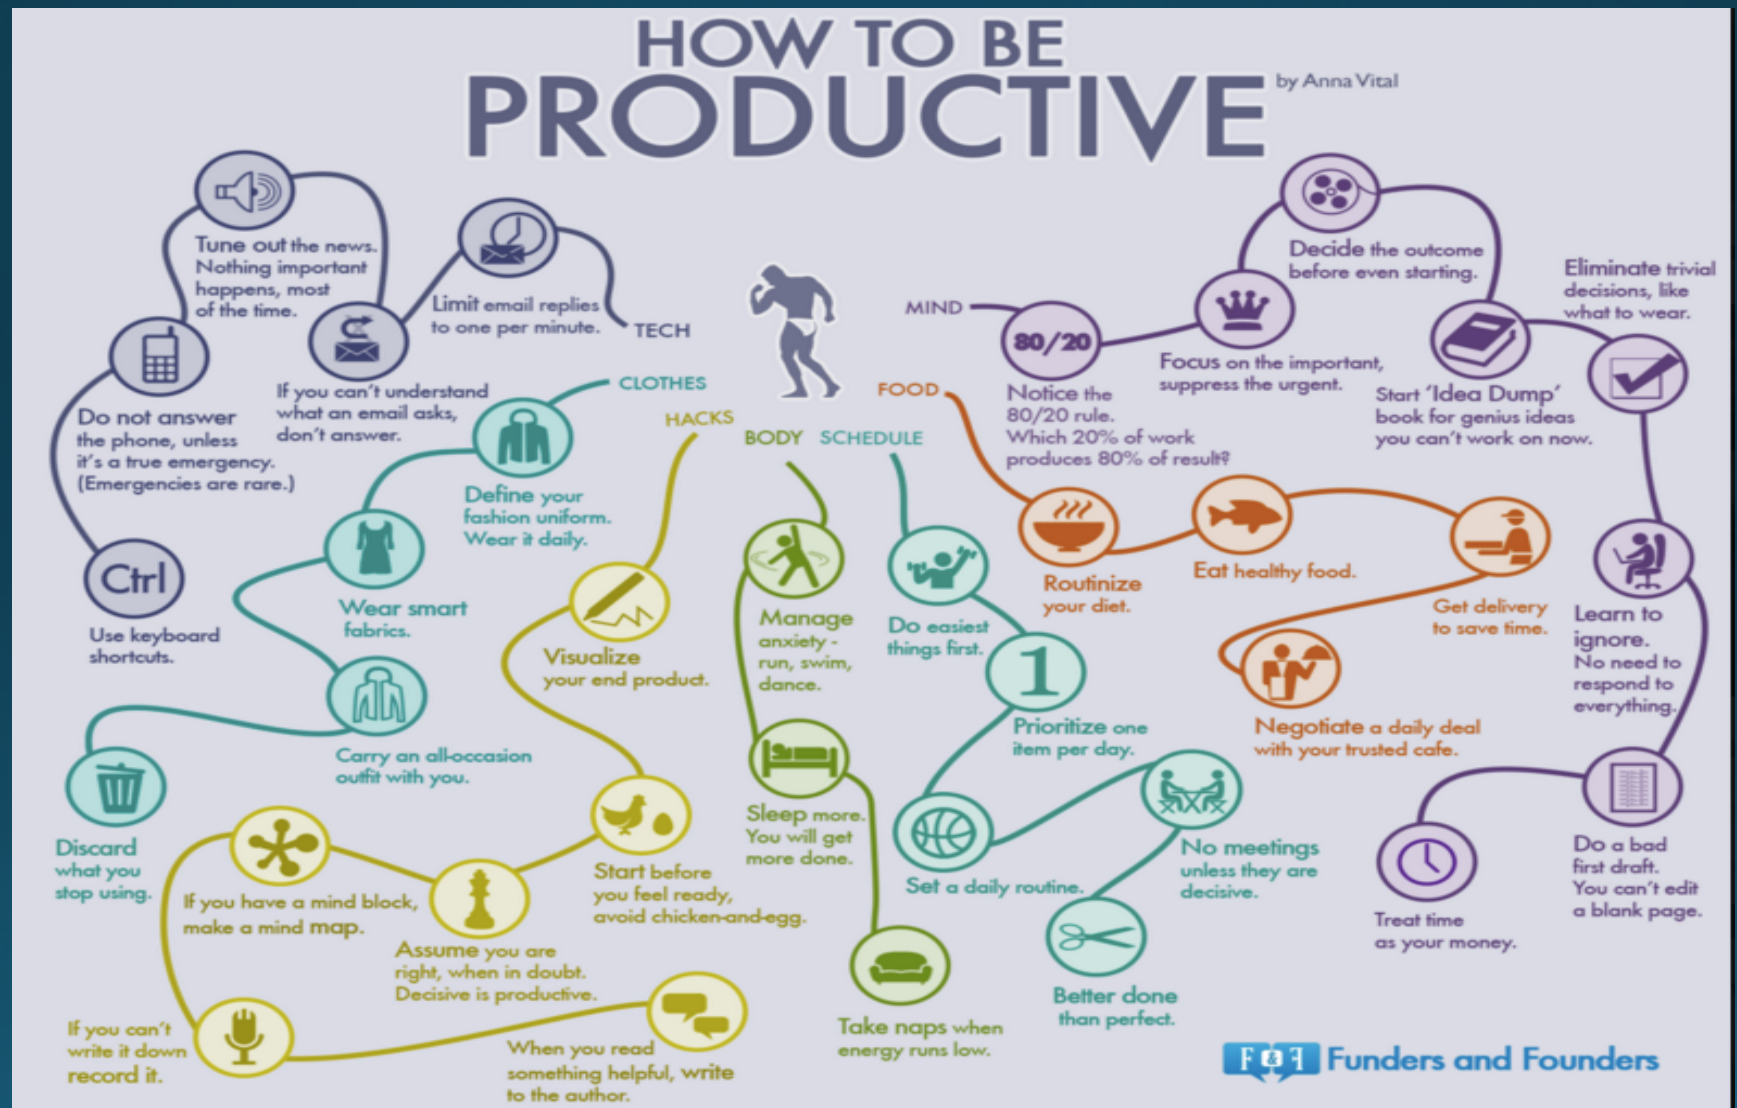 HOW TO BE
PRODUCTIVE
by Anna Vital
TECH
Limit email replies
to one per minute.
If you can't understand
what an email asks,
don't answer.
Tune out the news.
Nothing important
happens, most
of the time.
Do not answer
the phone, unless
it's a true emergency.
(Emergencies are rare.)
Ctrl
Use keyboard
shortcuts.
CLOTHES
Define your
fashion uniform.
Wear it daily.
Wear smart
fabrics.
Carry an all-occasion
outfit with you.
Discard
what you
stop using.
HACKS
Visualize
your end product.
Start before
you feel ready,
avoid chicken-and-egg.
Assume you are
right, when in doubt.
Decisive is productive.
If you have a mind block,
make a mind map.
If you can't
write it down
record it.
When you read
something helpful, write
to the author.
BODY
Manage
anxiety -
run, swim,
dance.
Sleep more.
You will get
more done.
Take naps when
energy runs low.
SCHEDULE
Do easiest
things first.
1
Prioritize one
item per day.
Set a daily routine.
No meetings
unless they are
decisive.
Better done
than perfect.
FOOD
Routinize
your diet.
Eat healthy food.
Get delivery
to save time.
Negotiate a daily deal
with your trusted cafe.
MIND
80/20
Notice the
80/20 rule.
Which 20% of work
produces 80% of result?
Focus on the important,
suppress the urgent.
Decide the outcome
before even starting.
Start 'Idea Dump'
book for genius ideas
you can't work on now.
Eliminate trivial
decisions, like
what to wear.
Learn to
ignore.
No need to
respond to
everything.
Do a bad
first draft.
You can't edit
a blank page.
Treat time
as your money.
F&F Funders and Founders